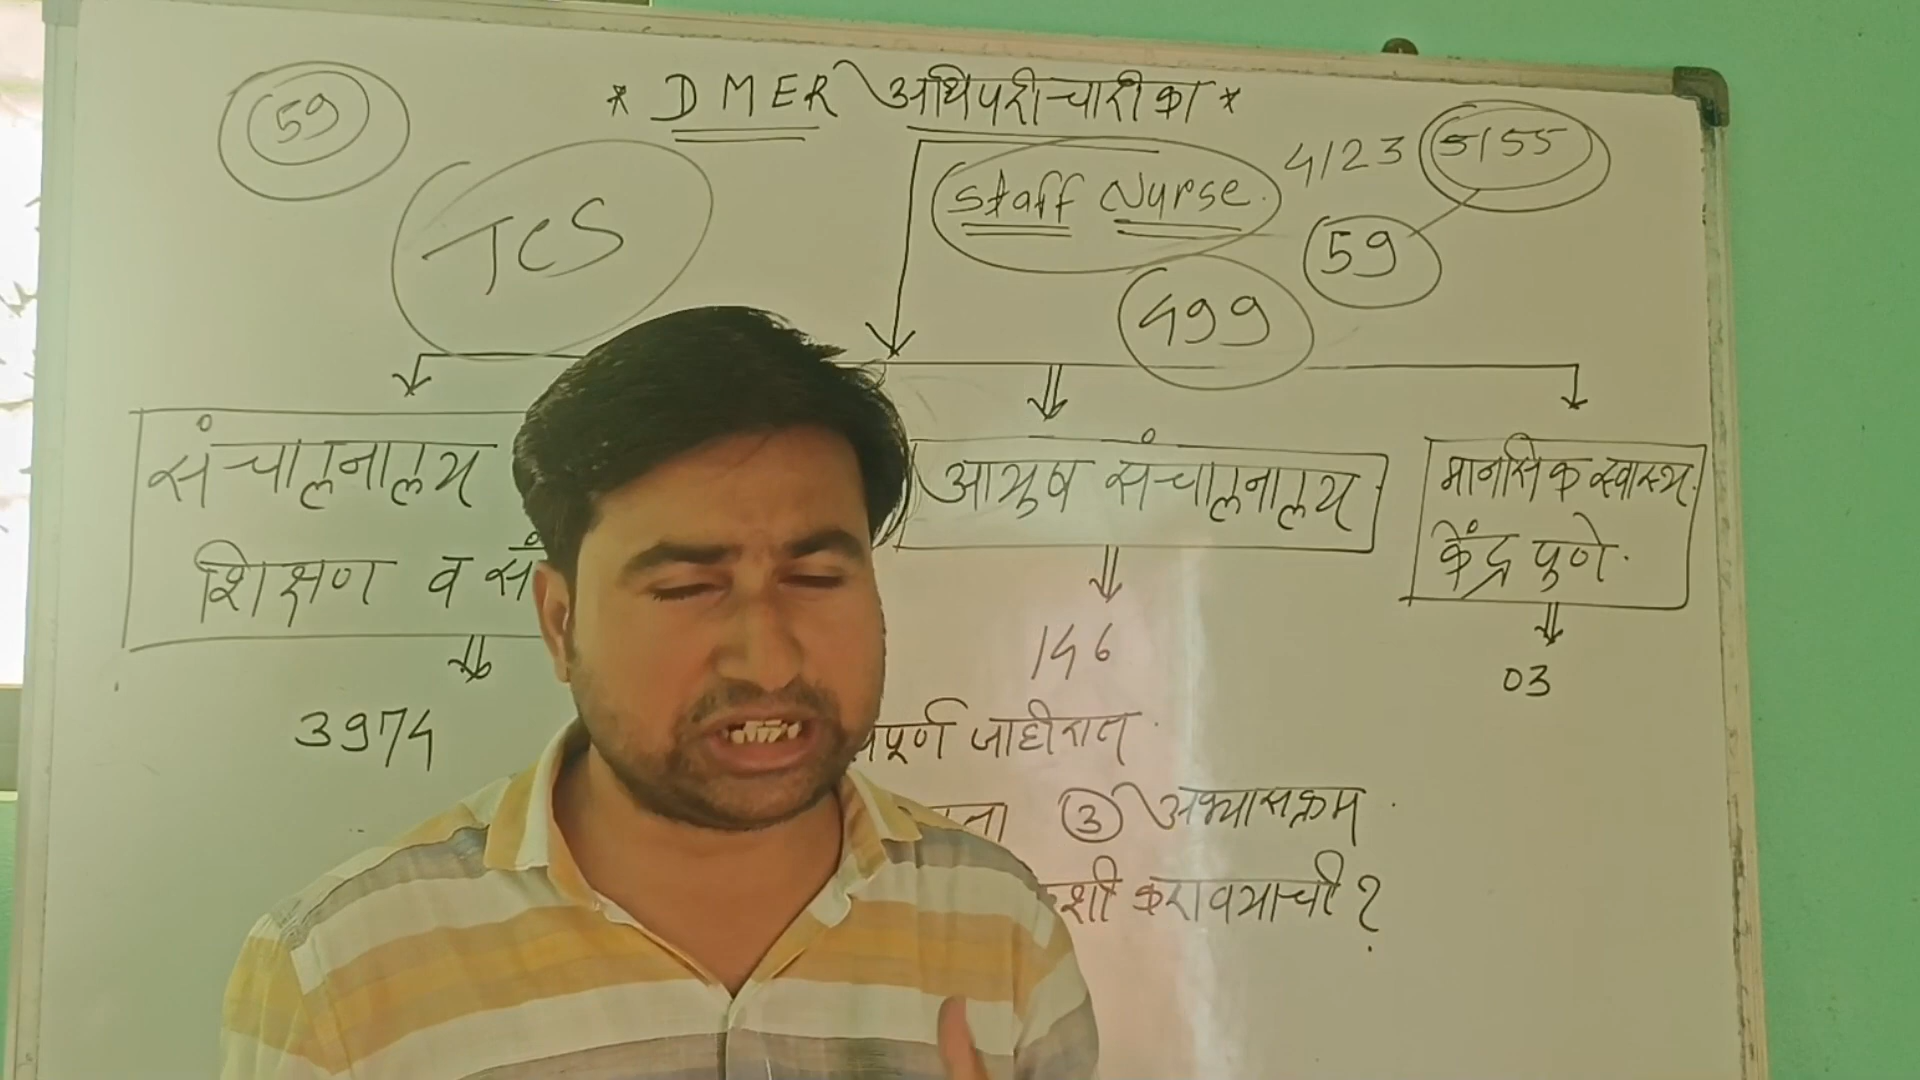 * DMER अधिपरीचारीका *
59
TCS
Staff Nurse.
4123
5155
59
499
संचालनालय
शिक्षण व सं
3974
आयुष संचालनालय
146
मानसिक स्वास्थ्य
केंद्र पुणे.
03
पूर्ण जाहीरात.
③ अभ्यासक्रम.
शी करावयाची?